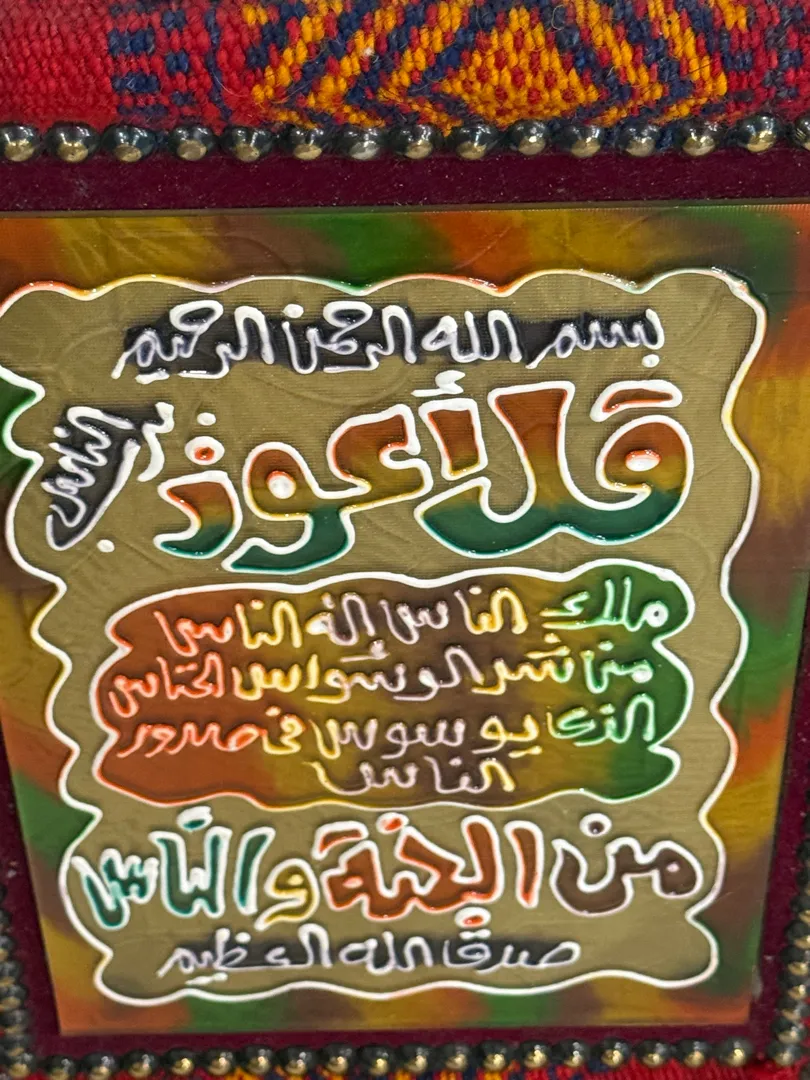 بسم الله الرحمن الرحيم
قل أعوذ برب الناس
ملك الناس إله الناس
من شر الوسواس الخناس
الذي يوسوس في صدور
الناس
من الجنة والناس
صدق الله العظيم